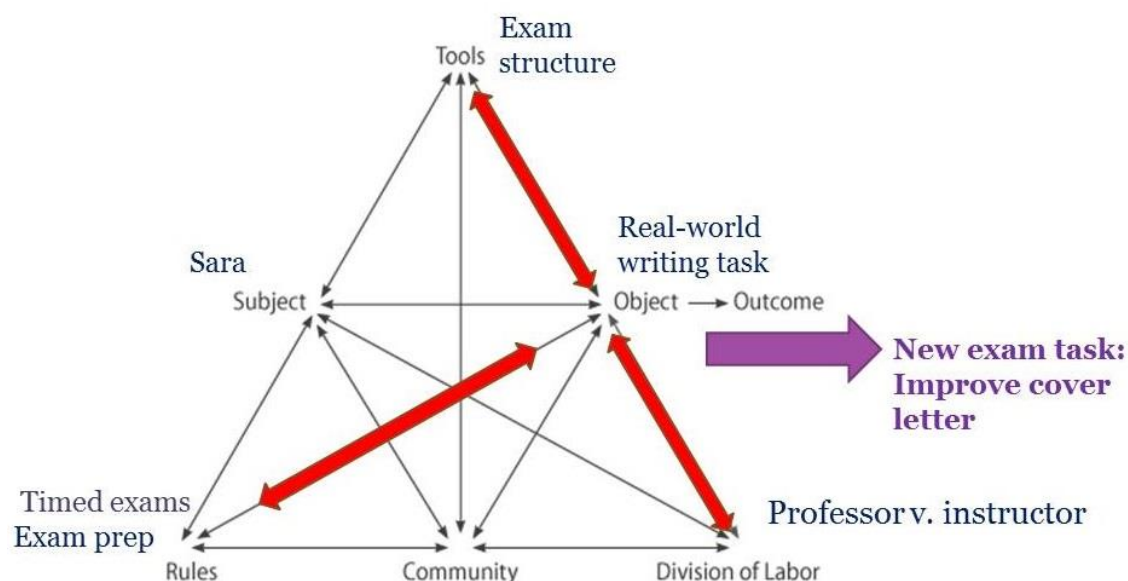 Exam
structure
Tools
Real-world
writing task
Sara
Subject
Object
Outcome
New exam task:
Improve cover
letter
Timed exams
Exam prep
Professor v. instructor
Rules
Community
Division of Labor